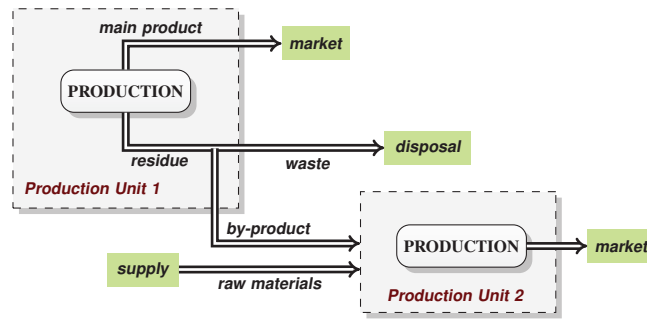 main product
market
PRODUCTION
residue
waste
disposal
Production Unit 1
by-product
PRODUCTION
market
supply
raw materials
Production Unit 2